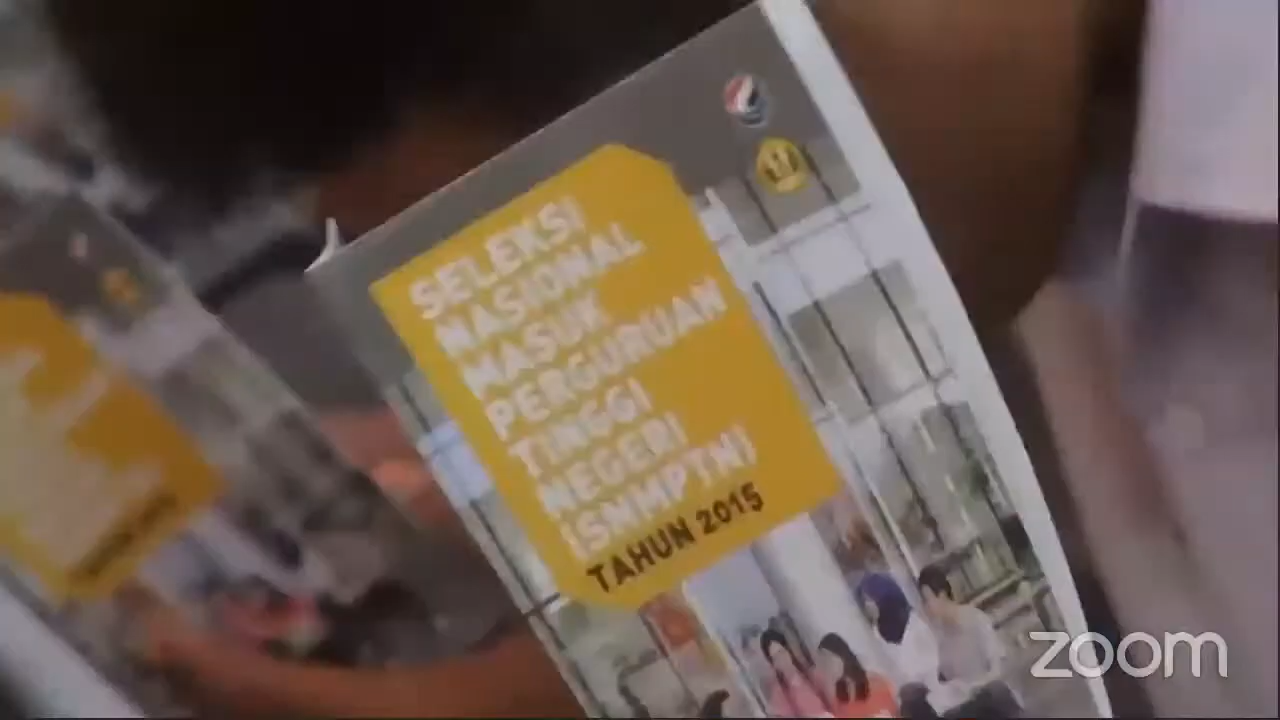 SELEKSI
NASIONAL
MASUK
PERGURUAN
TINGGI
NEGERI
(SNMPTN)
TAHUN 2015
zoom